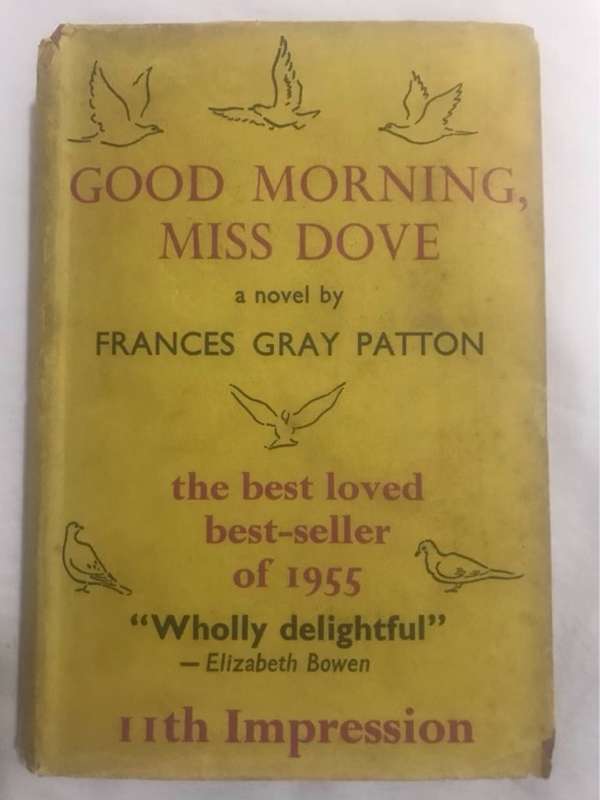 GOOD MORNING,
MISS DOVE
a novel by
FRANCES GRAY PATTON
the best loved
best-seller
of 1955
“Wholly delightful”
— Elizabeth Bowen
11th Impression